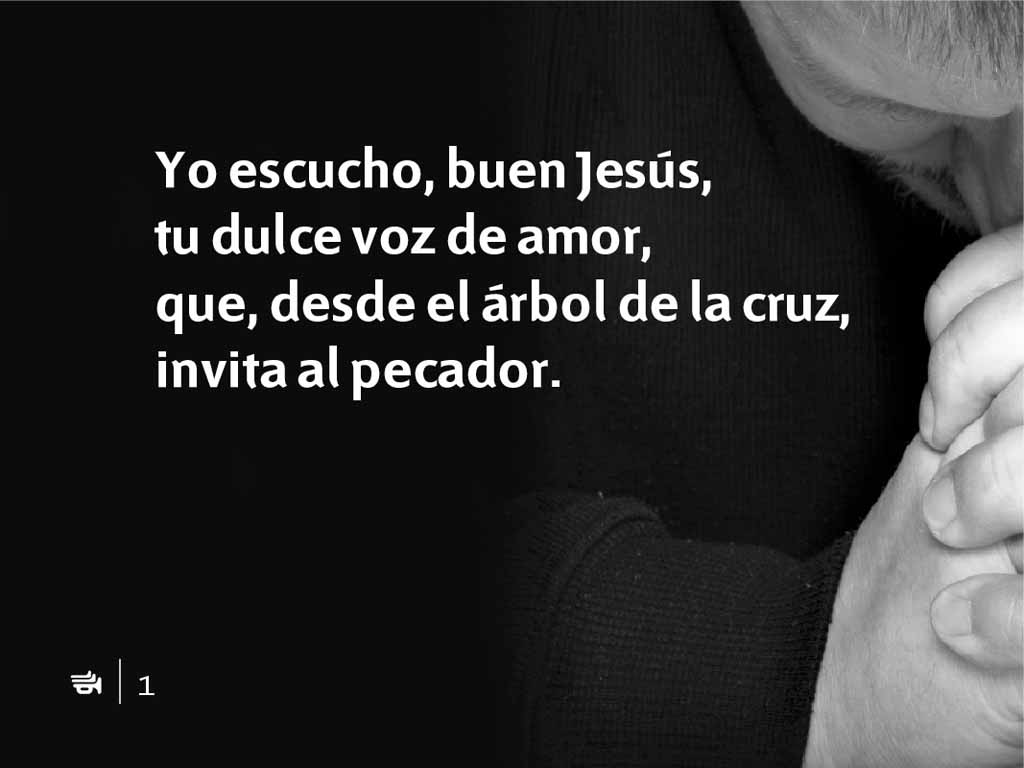 Yo escucho, buen Jesús,
tu dulce voz de amor,
que, desde el árbol de la cruz,
invita al pecador.
1